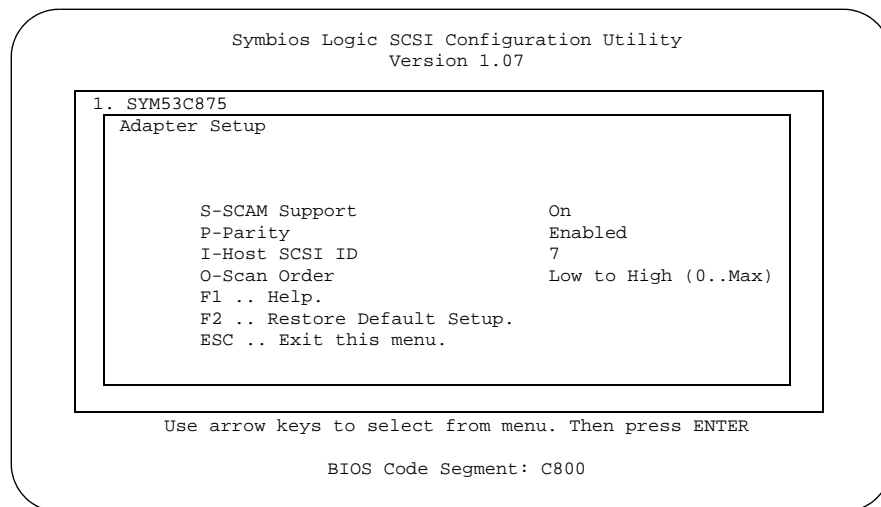 Symbios Logic SCSI Configuration Utility
Version 1.07
1. SYM53C875
Adapter Setup
S-SCAM Support On
P-Parity Enabled
I-Host SCSI ID 7
O-Scan Order Low to High (0..Max)
F1 .. Help.
F2 .. Restore Default Setup.
ESC .. Exit this menu.
Use arrow keys to select from menu. Then press ENTER
BIOS Code Segment: C800